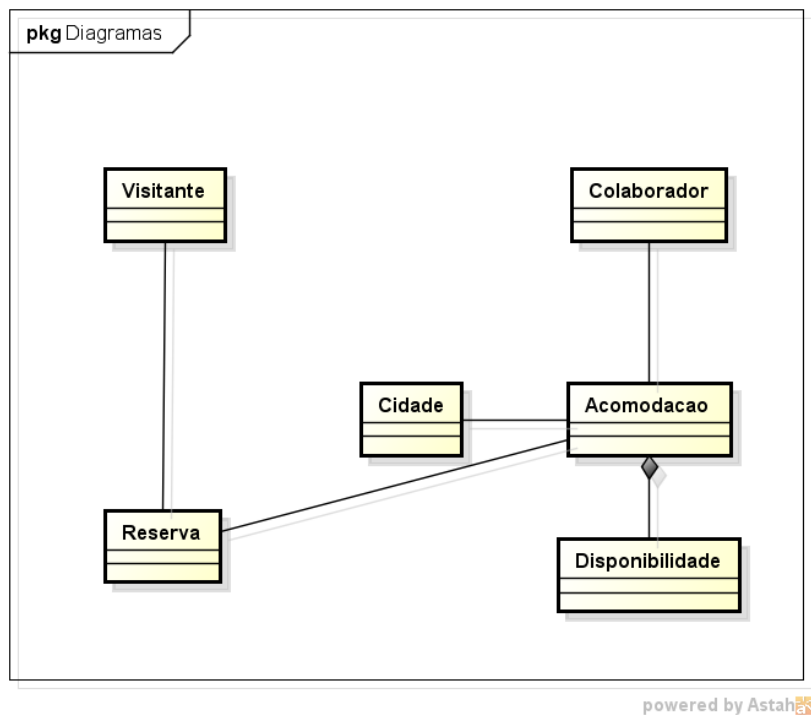 pkg Diagramas
Visitante
Colaborador
Cidade
Acomodacao
Reserva
Disponibilidade
powered by Astah